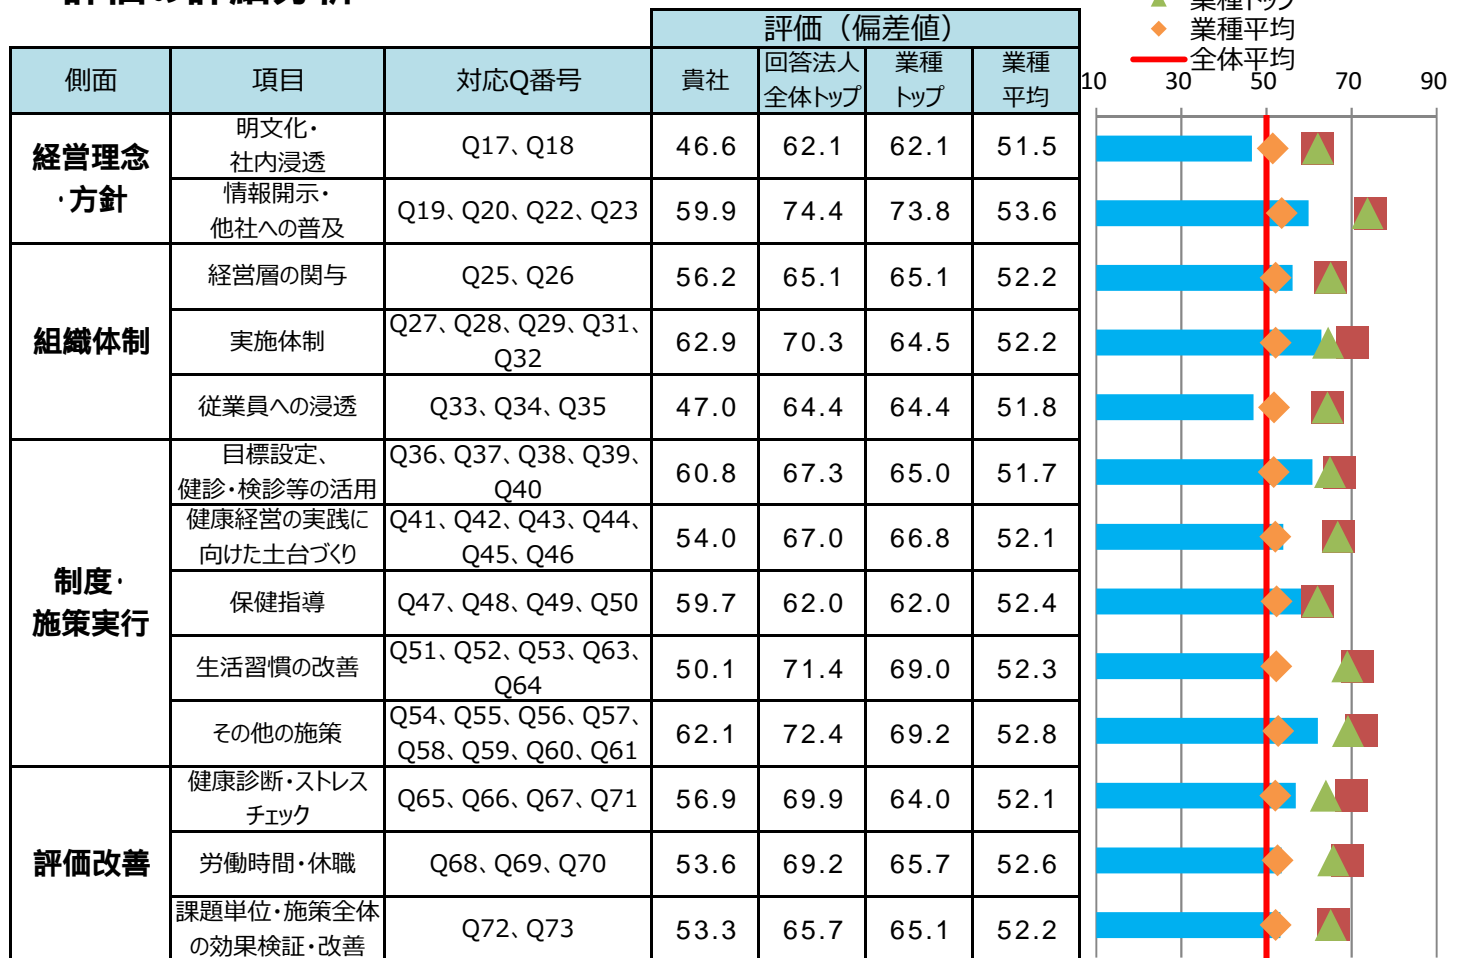 評価の詳細分析
業種トップ
業種平均
全体平均
評価（偏差値）
側面 項目 対応Q番号 貴社 回答法人全体トップ 業種トップ 業種平均
10 30 50 70 90
経営理念・方針
明文化・社内浸透 Q17、Q18 46.6 62.1 62.1 51.5
情報開示・他社への普及 Q19、Q20、Q22、Q23 59.9 74.4 73.8 53.6
組織体制
経営層の関与 Q25、Q26 56.2 65.1 65.1 52.2
実施体制 Q27、Q28、Q29、Q31、Q32 62.9 70.3 64.5 52.2
従業員への浸透 Q33、Q34、Q35 47.0 64.4 64.4 51.8
制度・施策実行
目標設定、健診・検診等の活用 Q36、Q37、Q38、Q39、Q40 60.8 67.3 65.0 51.7
健康経営の実践に向けた土台づくり Q41、Q42、Q43、Q44、Q45、Q46 54.0 67.0 66.8 52.1
保健指導 Q47、Q48、Q49、Q50 59.7 62.0 62.0 52.4
生活習慣の改善 Q51、Q52、Q53、Q63、Q64 50.1 71.4 69.0 52.3
その他の施策 Q54、Q55、Q56、Q57、Q58、Q59、Q60、Q61 62.1 72.4 69.2 52.8
評価改善
健康診断・ストレスチェック Q65、Q66、Q67、Q71 56.9 69.9 64.0 52.1
労働時間・休職 Q68、Q69、Q70 53.6 69.2 65.7 52.6
課題単位・施策全体の効果検証・改善 Q72、Q73 53.3 65.7 65.1 52.2